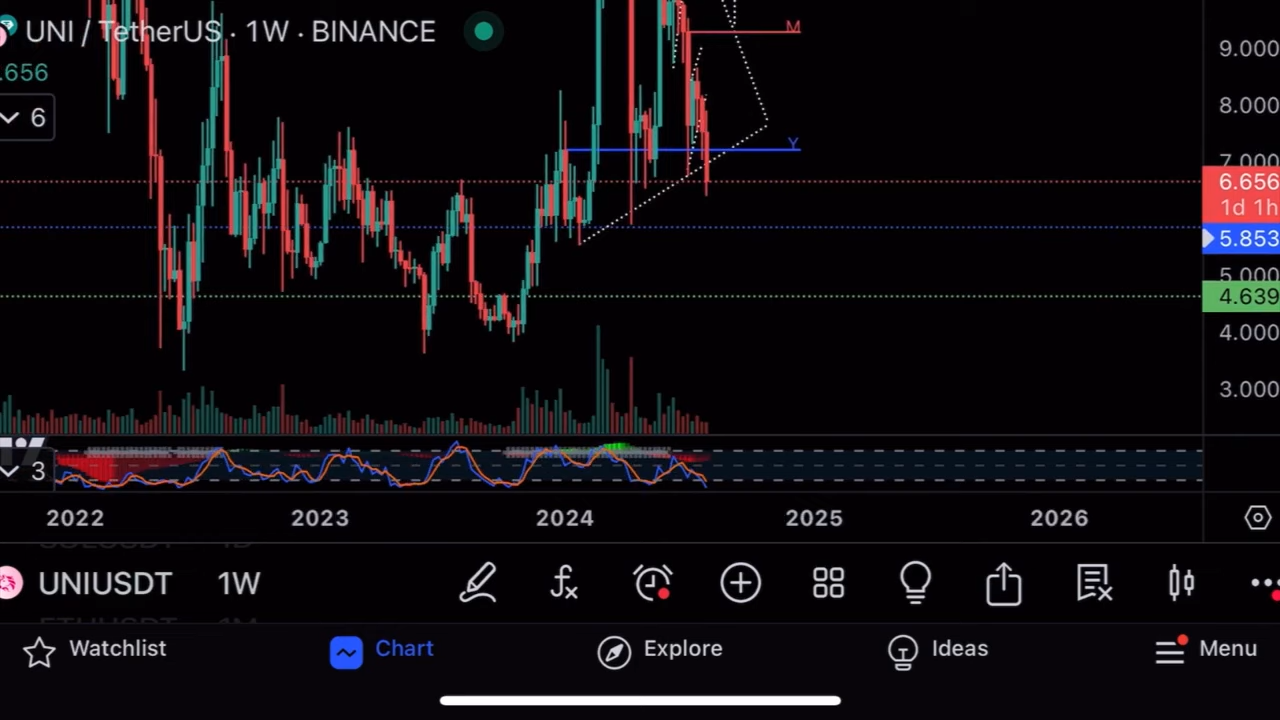 UNI / TetherUS · 1W · BINANCE
.656
6
M
Y
9.000
8.000
7.000
6.656
1d 1h
5.853
5.000
4.639
4.000
3.000
3
2022 2023 2024 2025 2026
UNIUSDT 1W
Watchlist Chart Explore Ideas Menu